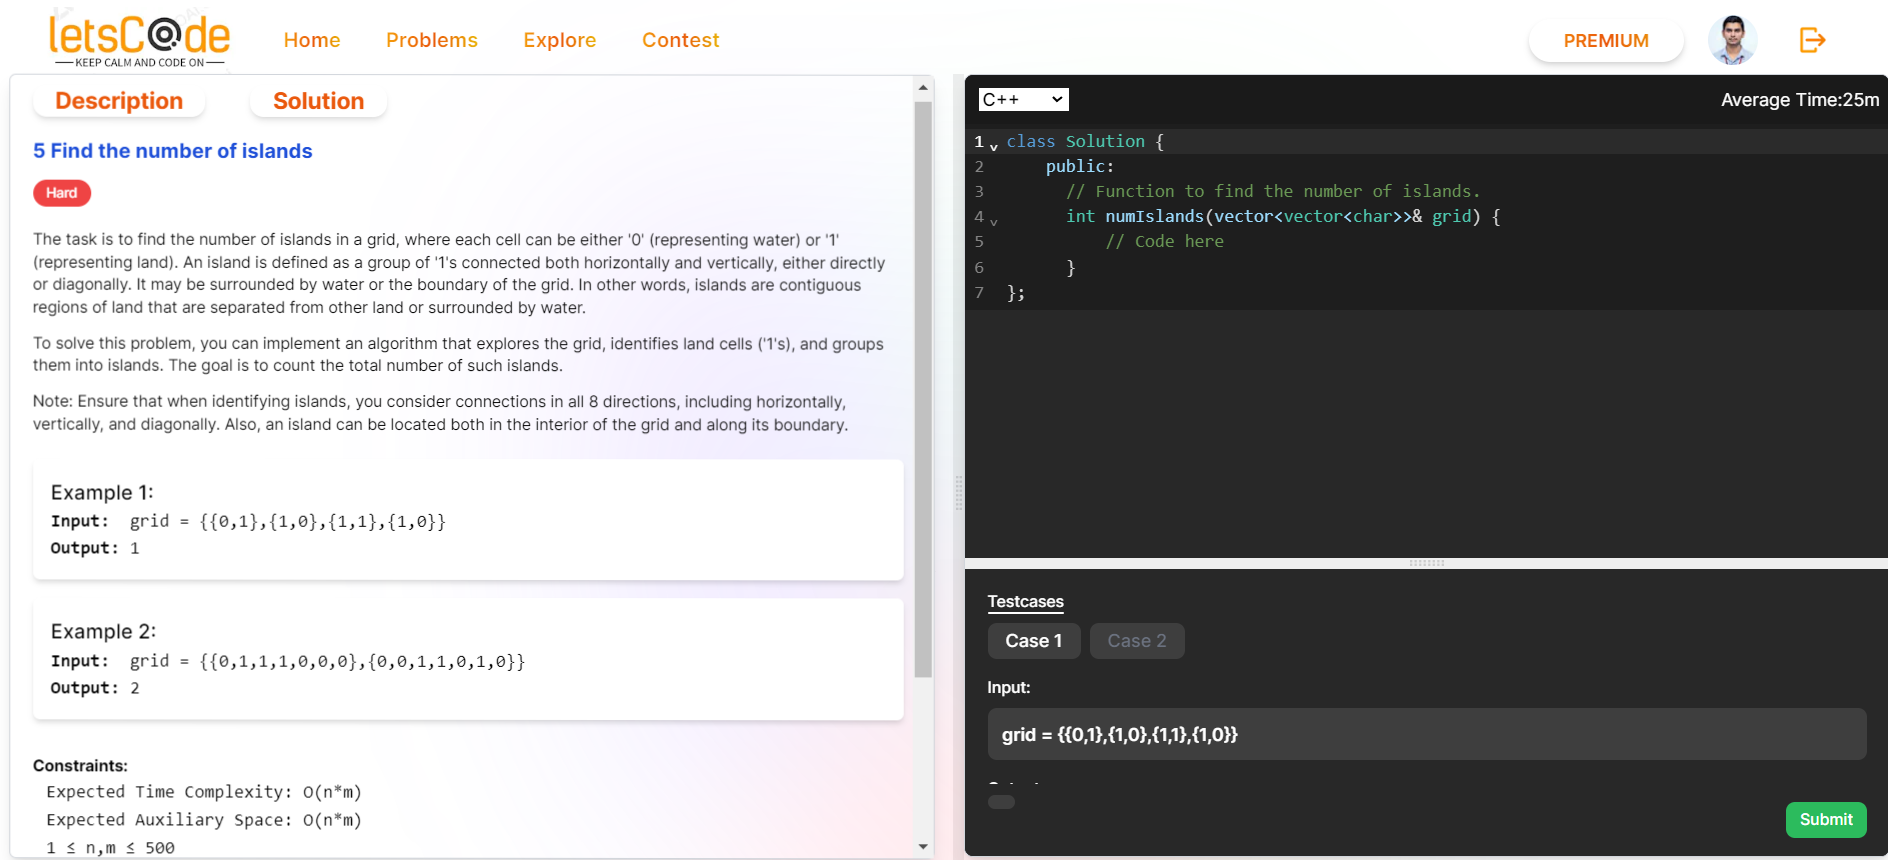 letsC@de
KEEP CALM AND CODE ON
Home
Problems
Explore
Contest
PREMIUM
Description
Solution
5 Find the number of islands
Hard
The task is to find the number of islands in a grid, where each cell can be either '0' (representing water) or '1'
(representing land). An island is defined as a group of '1's connected both horizontally and vertically, either directly
or diagonally. It may be surrounded by water or the boundary of the grid. In other words, islands are contiguous
regions of land that are separated from other land or surrounded by water.
To solve this problem, you can implement an algorithm that explores the grid, identifies land cells ('1's), and groups
them into islands. The goal is to count the total number of such islands.
Note: Ensure that when identifying islands, you consider connections in all 8 directions, including horizontally,
vertically, and diagonally. Also, an island can be located both in the interior of the grid and along its boundary.
Example 1:
Input: grid = {{0,1},{1,0},{1,1},{1,0}}
Output: 1
Example 2:
Input: grid = {{0,1,1,1,0,0,0},{0,0,1,1,0,1,0}}
Output: 2
Constraints:
Expected Time Complexity: O(n*m)
Expected Auxiliary Space: O(n*m)
1 ≤ n,m ≤ 500
C++
Average Time:25m
1 class Solution {
2 public:
3 // Function to find the number of islands.
4 int numIslands(vector<vector<char>>& grid) {
5 // Code here
6 }
7 };
Testcases
Case 1
Case 2
Input:
grid = {{0,1},{1,0},{1,1},{1,0}}
Submit